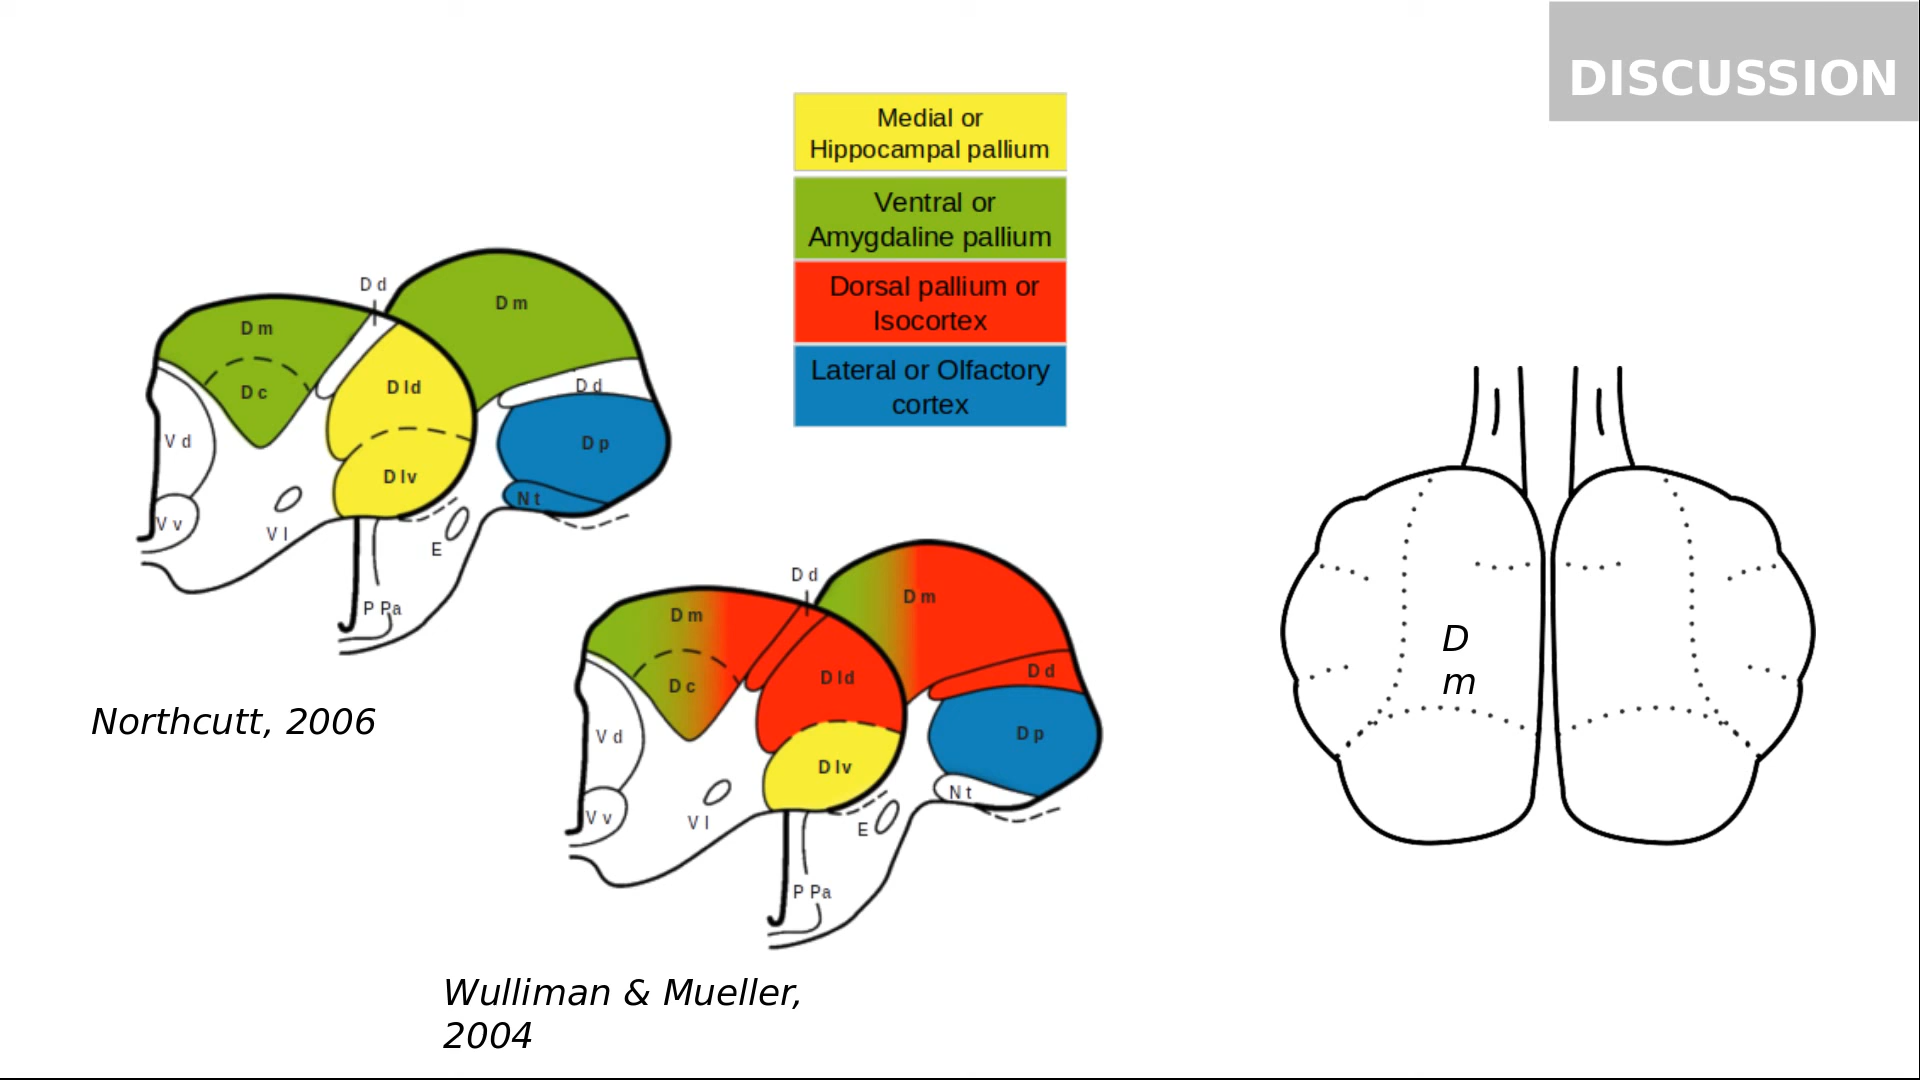 DISCUSSION
Medial or
Hippocampal pallium
Ventral or
Amygdaline pallium
Dorsal pallium or
Isocortex
Lateral or Olfactory
cortex
D d
D m
D m
D c
D ld
D d
D lv
D p
N t
V d
V v
V l
E
P Pa
Northcutt, 2006
D d
D m
D m
D c
D ld
D d
D lv
D p
N t
V d
V v
V l
E
P Pa
Wulliman & Mueller,
2004
D
m